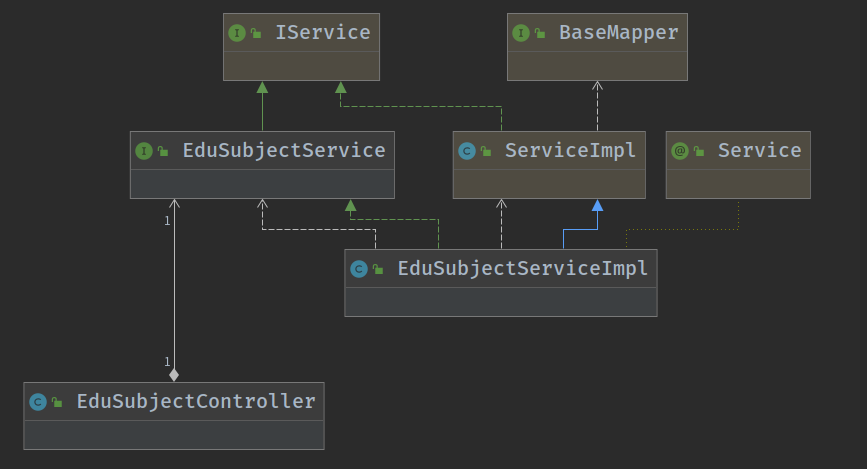 I IService
I BaseMapper
I EduSubjectService
C ServiceImpl
@ Service
1
C EduSubjectServiceImpl
1
C EduSubjectController